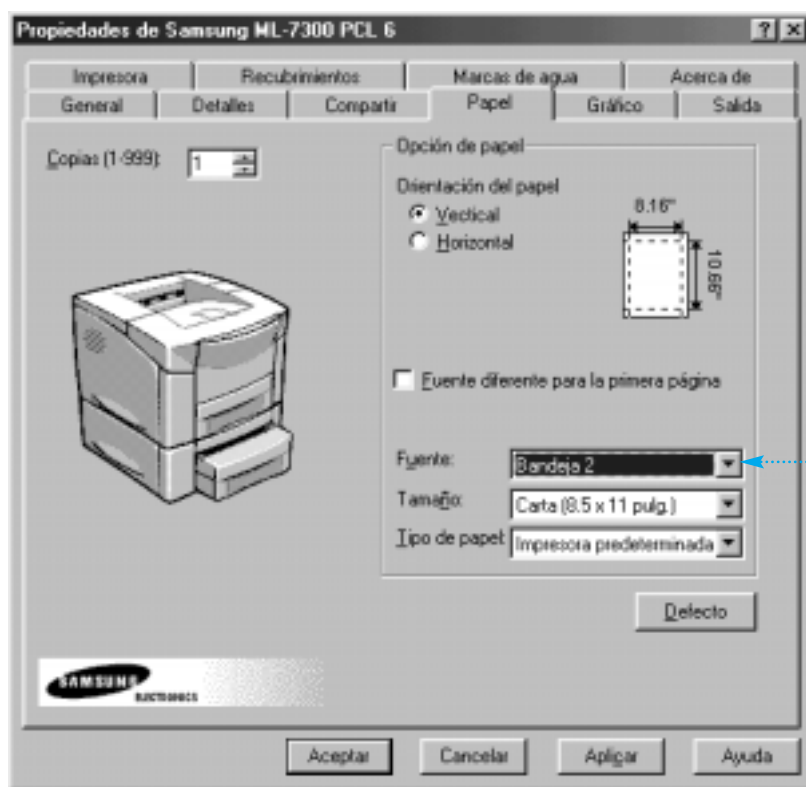 Propiedades de Samsung ML-7300 PCL 6
Impresora Recubrimientos Marcas de agua Acerca de
General Detalles Compartir Papel Gráfico Salida
Copias (1-999): 1
Opción de papel
Orientación del papel
Vectical
Horizontal
8.16"
10.66"
Fuente diferente para la primera página
Fuente: Bandeja 2
Tamaño: Carta (8.5 x 11 pulg.)
Tipo de papel: Impresora predeterminada
Defecto
SAMSUNG
ELECTRONICS
Aceptar Cancelar Aplicar Ayuda